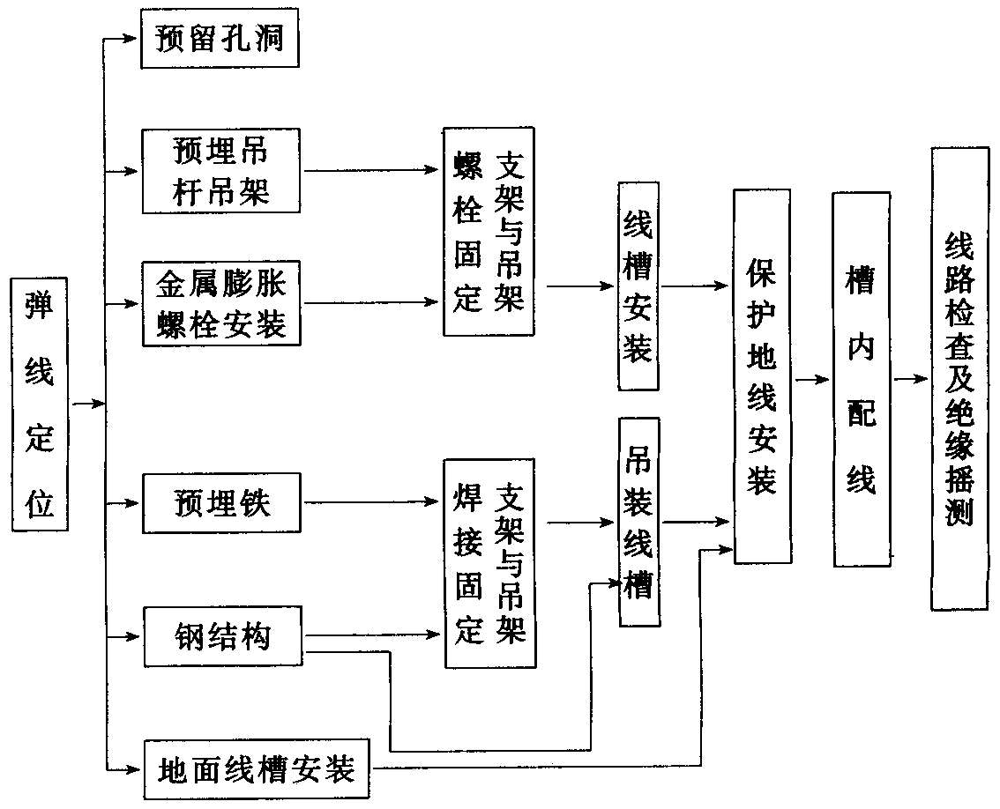 弹线定位
预留孔洞
预埋吊
杆吊架
金属膨胀
螺栓安装
预埋铁
钢结构
地面线槽安装
支架与吊架
螺栓固定
支架与吊架
焊接固定
线槽安装
吊装线槽
保护地线安装
槽内配线
线路检查及绝缘摇测